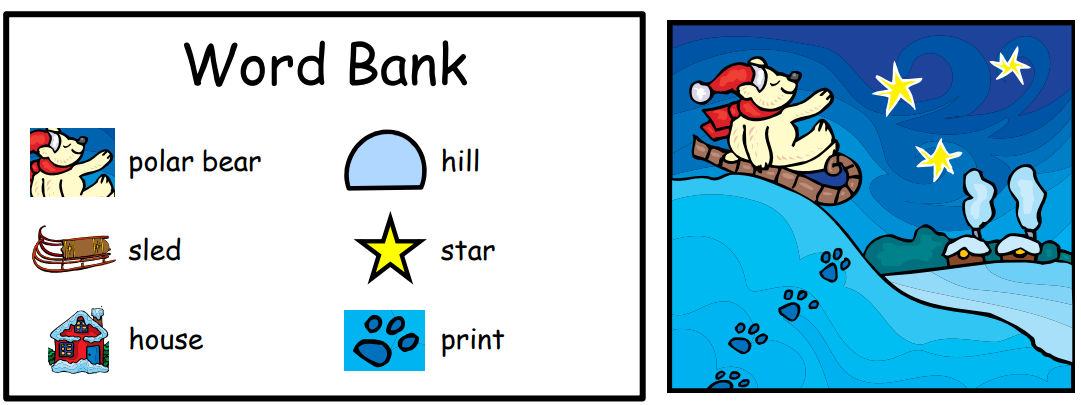 Word Bank
polar bear
hill
sled
star
house
print